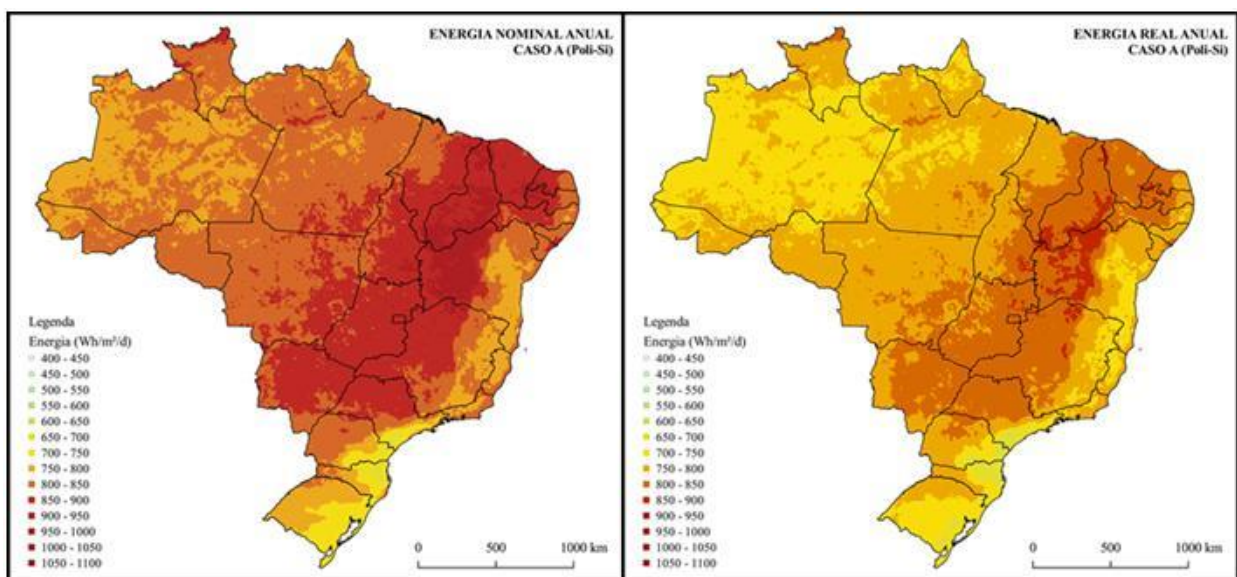 ENERGIA NOMINAL ANUAL
CASO A (Poli-Si)
Legenda
Energia (Wh/m²/d)
400 - 450
450 - 500
500 - 550
550 - 600
600 - 650
650 - 700
700 - 750
750 - 800
800 - 850
850 - 900
900 - 950
950 - 1000
1000 - 1050
1050 - 1100
0 500 1000 km
ENERGIA REAL ANUAL
CASO A (Poli-Si)
Legenda
Energia (Wh/m²/d)
400 - 450
450 - 500
500 - 550
550 - 600
600 - 650
650 - 700
700 - 750
750 - 800
800 - 850
850 - 900
900 - 950
950 - 1000
1000 - 1050
1050 - 1100
0 500 1000 km